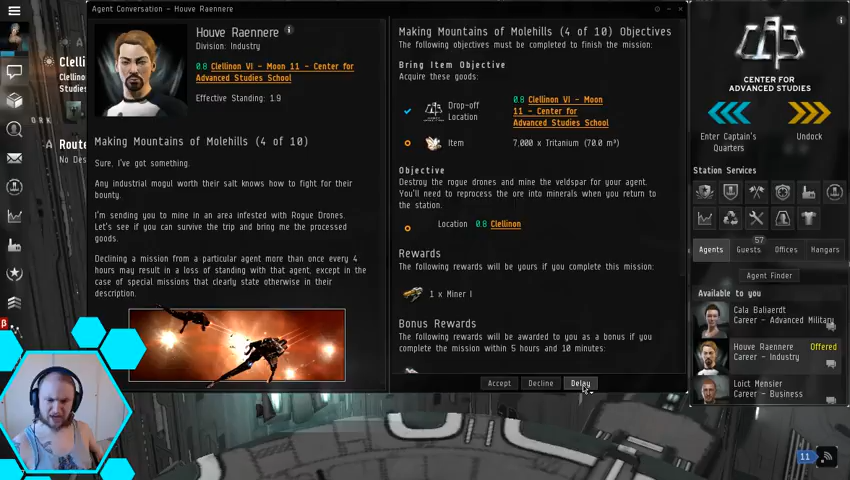 Agent Conversation - Houve Raennere
Houve Raennere
Division: Industry
0.8 Clellinon VI - Moon 11 - Center for
Advanced Studies School
Effective Standing: 1.9
Making Mountains of Molehills (4 of 10)
Sure, I've got something.
Any industrial mogul worth their salt knows how to fight for their
bounty.
I'm sending you to mine in an area infested with Rogue Drones.
Let's see if you can survive the trip and bring me the processed
goods.
Declining a mission from a particular agent more than once every 4
hours may result in a loss of standing with that agent, except in the
case of special missions that clearly state otherwise in their
description.
Making Mountains of Molehills (4 of 10) Objectives
The following objectives must be completed to finish the mission:
Bring Item Objective
Acquire these goods:
Drop-off
Location
0.8 Clellinon VI - Moon
11 - Center for
Advanced Studies School
Item
7,000 x Tritanium (70.0 m³)
Objective
Destroy the rogue drones and mine the veldspar for your agent.
You'll need to reprocess the ore into minerals when you return to
the station.
Location
0.8 Clellinon
Rewards
The following rewards will be yours if you complete this mission:
1 x Miner I
Bonus Rewards
The following rewards will be awarded to you as a bonus if you
complete the mission within 5 hours and 10 minutes:
Accept
Decline
Delay
Clelli
Clellino
Route
No Des
CENTER FOR
ADVANCED STUDIES
Enter Captain's
Quarters
Undock
Station Services
57
Agents
Guests
Offices
Hangars
Agent Finder
Available to you
Cala Baliaerdt
Career - Advanced Military
Houve Raennere
Offered
Career - Industry
Loict Mensier
Career - Business
11